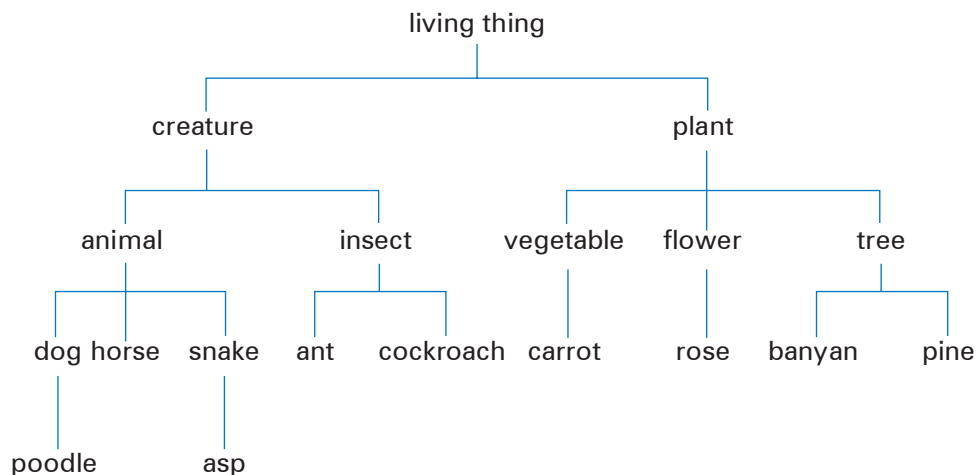 living thing
creature plant
animal insect vegetable flower tree
dog horse snake ant cockroach carrot rose banyan pine
poodle asp